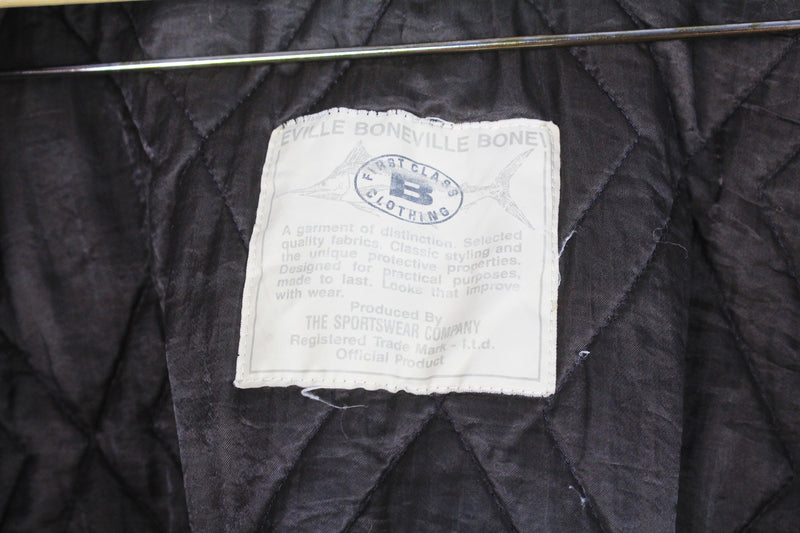 EVILLE BONEVILLE BONEV
FIRST CLASS
B
CLOTHING
A garment of distinction. Selected
quality fabrics. Classic styling and
the unique protective properties.
Designed for practical purposes,
made to last. Looks that improve
with wear.
Produced By
THE SPORTSWEAR COMPANY
Registered Trade Mark - l.t.d.
Official Product